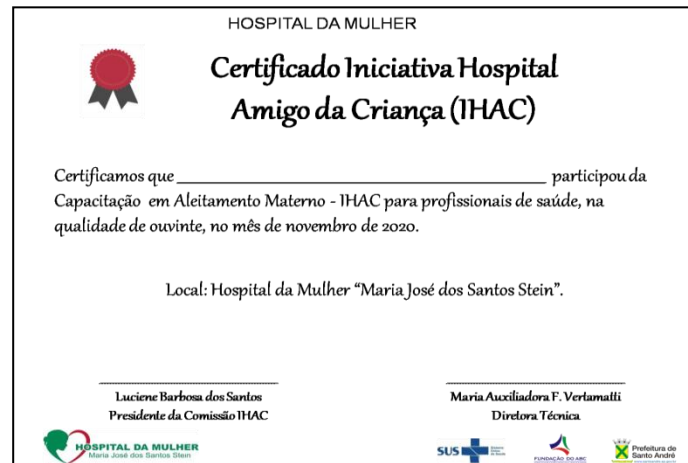 HOSPITAL DA MULHER
Certificado Iniciativa Hospital
Amigo da Criança (IHAC)
Certificamos que ______________________________ participou da
Capacitação em Aleitamento Materno - IHAC para profissionais de saúde, na
qualidade de ouvinte, no mês de novembro de 2020.
Local: Hospital da Mulher “Maria José dos Santos Stein”.
Luciene Barbosa dos Santos
Presidente da Comissão IHAC
Maria Auxiliadora F. Vertamatti
Diretora Técnica
HOSPITAL DA MULHER
Maria José dos Santos Stein
SUS
FUNDAÇÃO DO ABC
Prefeitura de
Santo André